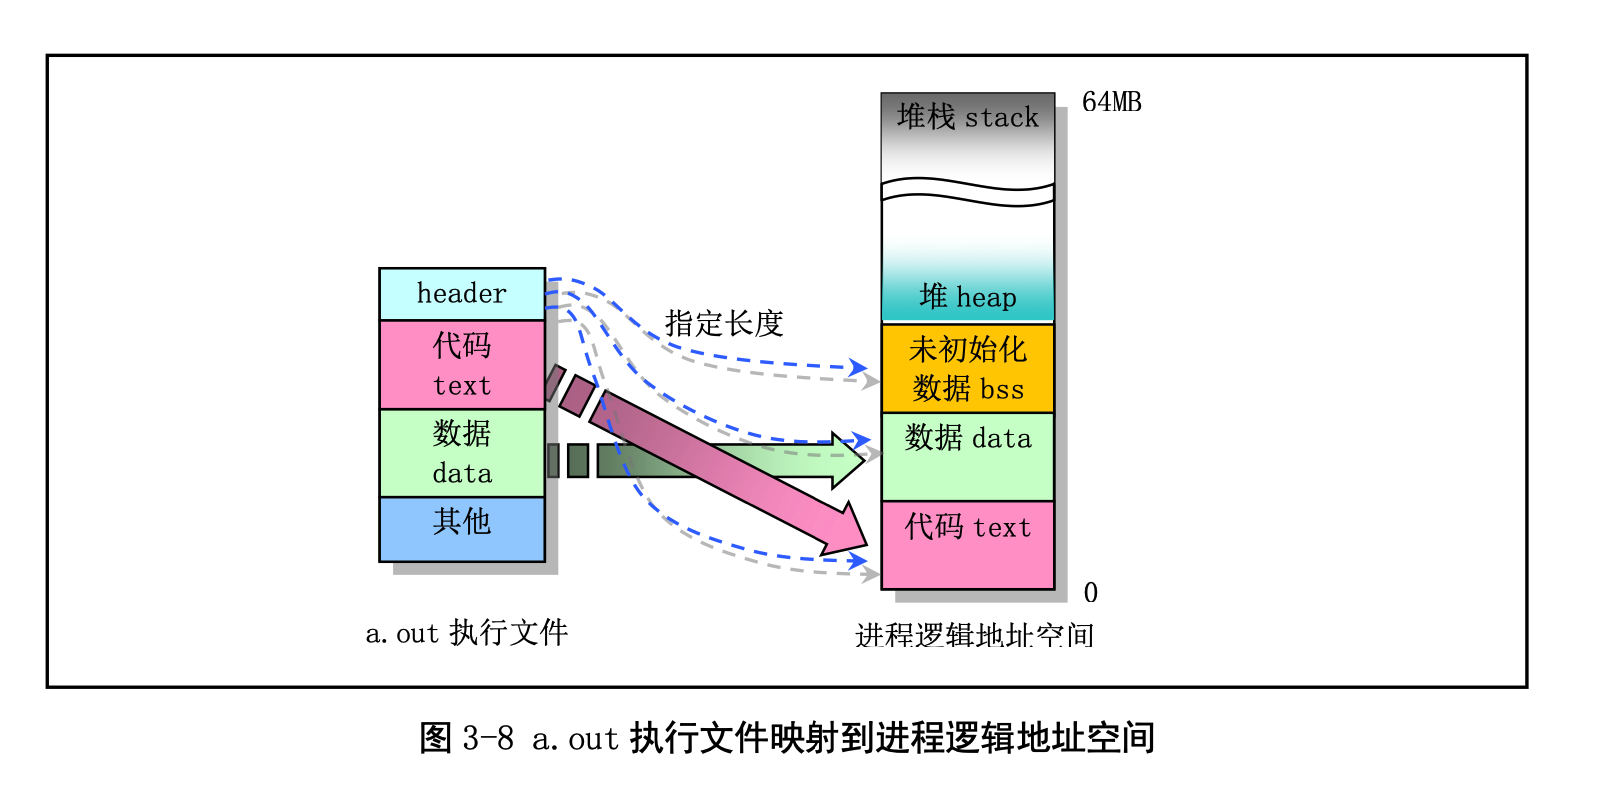 堆栈 stack
64MB
header
堆 heap
指定长度
代码
text
未初始化
数据 bss
数据
data
数据 data
其他
代码 text
0
a.out 执行文件
进程逻辑地址空间
图 3-8 a.out 执行文件映射到进程逻辑地址空间